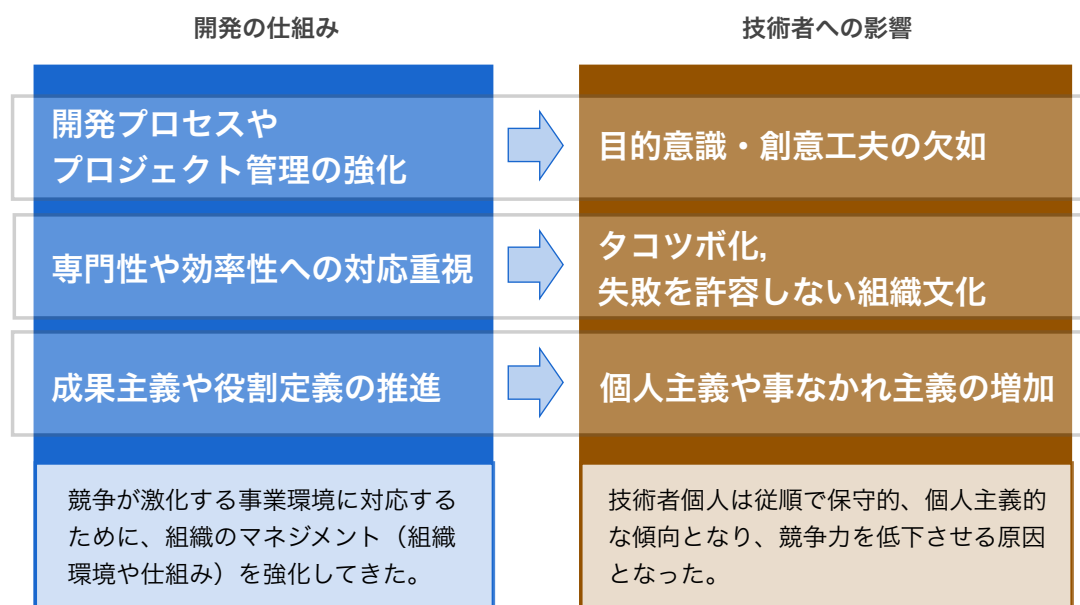 開発の仕組み
技術者への影響
開発プロセスや
プロジェクト管理の強化
目的意識・創意工夫の欠如
専門性や効率性への対応重視
タコツボ化,
失敗を許容しない組織文化
成果主義や役割定義の推進
個人主義や事なかれ主義の増加
競争が激化する事業環境に対応する
ために、組織のマネジメント（組織
環境や仕組み）を強化してきた。
技術者個人は従順で保守的、個人主義的
な傾向となり、競争力を低下させる原因
となった。